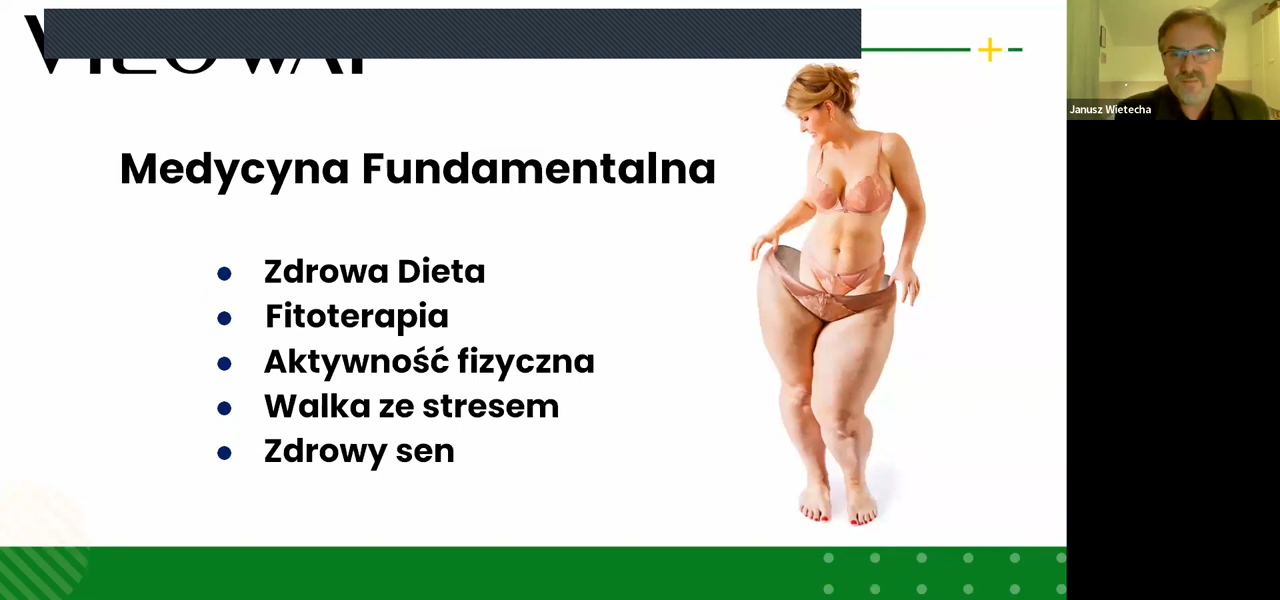 Medycyna Fundamentalna
Zdrowa Dieta
Fitoterapia
Aktywność fizyczna
Walka ze stresem
Zdrowy sen
Janusz Wietecha